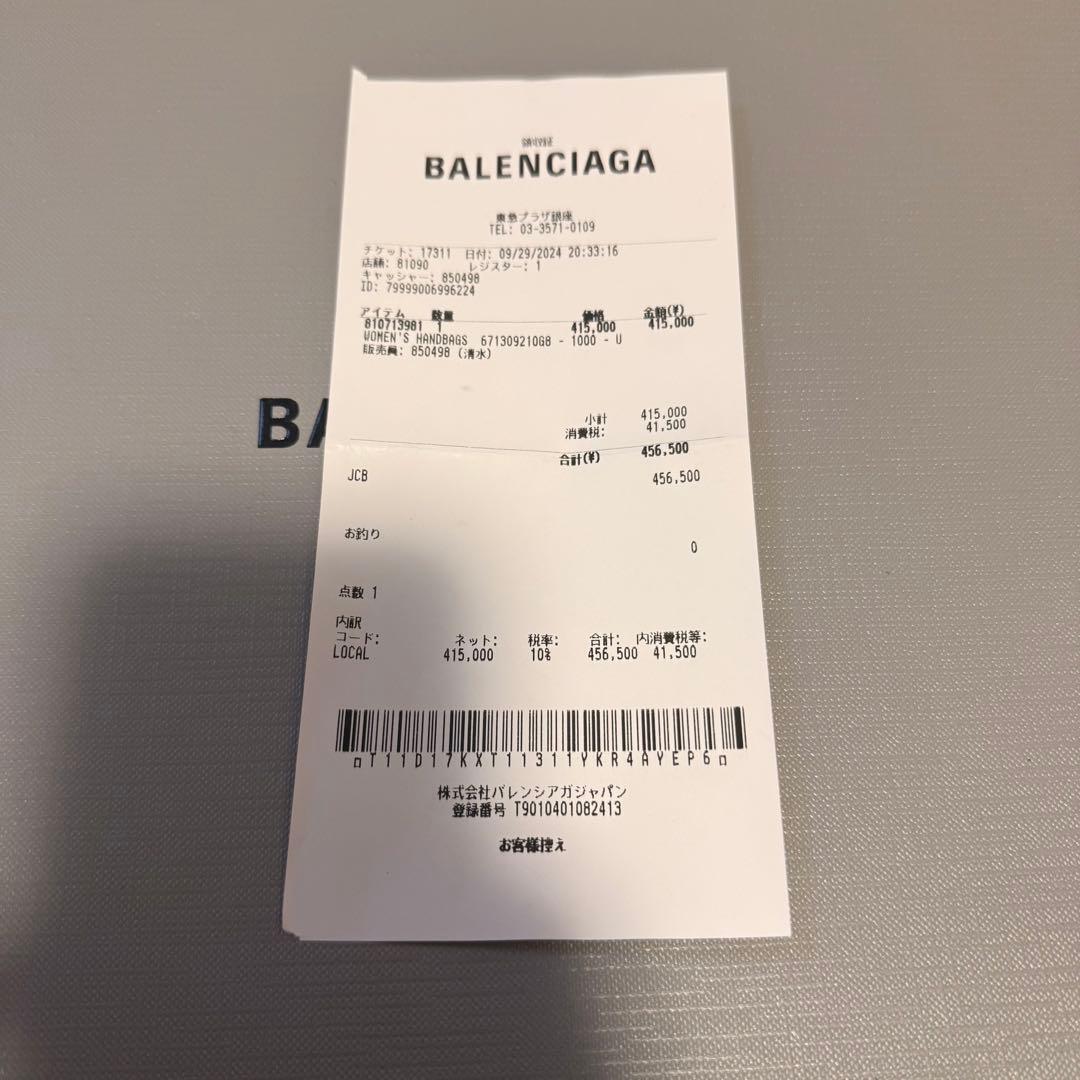 領収証
BALENCIAGA
東急プラザ銀座
TEL: 03-3571-0109
チケット: 17311 日付: 09/29/2024 20:33:16
店舗: 81090 レジスター: 1
キャッシャー: 850498
ID: 79999006996224
アイテム 数量 価格 金額(¥)
810713981 1 415,000 415,000
WOMEN'S HANDBAGS 671309210G8 - 1000 - U
販売員: 850498 (清水)
小計 415,000
消費税: 41,500
合計(¥) 456,500
JCB 456,500
お釣り 0
点数 1
内訳
コード: ネット: 税率: 合計: 内消費税等:
LOCAL 415,000 10% 456,500 41,500
T11D17KXT11311YKR4AYEP6
株式会社バレンシアガジャパン
登録番号 T9010401082413
お客様控え
BA